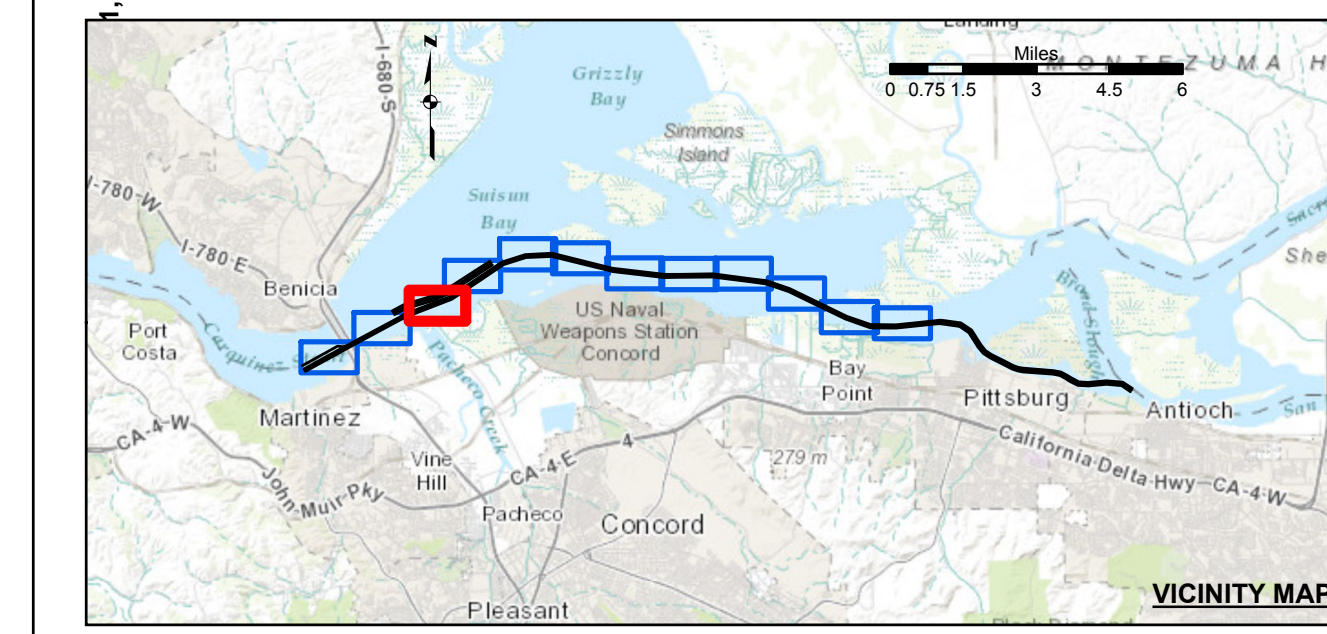 Landing
I-680-S
N
Grizzly
Bay
Miles
MONTEZUMA H
0 0.75 1.5 3 4.5 6
Simmons
Island
I-780-W
Suisun
Bay
I-780-E
Benicia
Port
Costa
Carquinez
Martinez
Pacheco Creek
US Naval
Weapons Station
Concord
Bay
Point
Pittsburg
Broad Slough
She
Antioch
San
CA-4-W
John-Muir-Pky
Vine
Hill
CA-4-E
4
279 m
California-Delta-Hwy
CA-4-W
Pacheco
Concord
Pleasant
VICINITY MAP